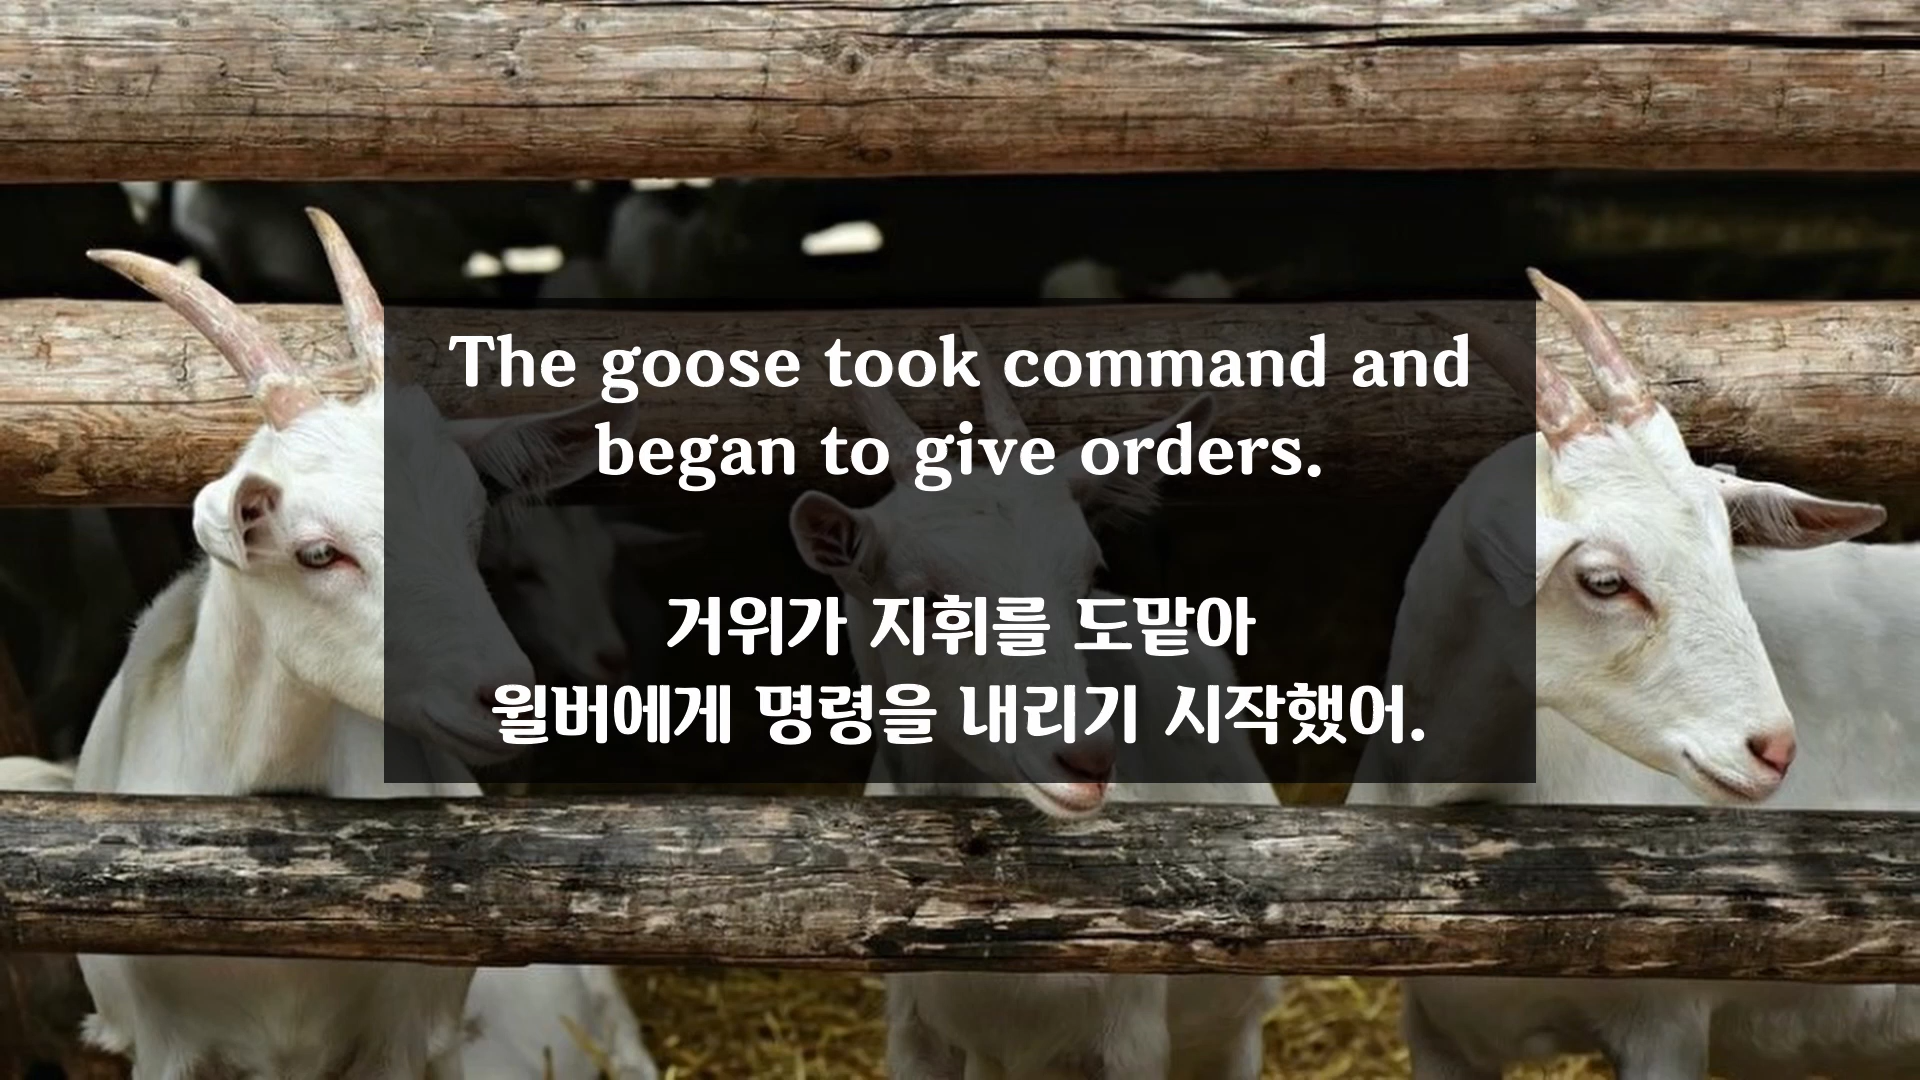 The goose took command and
began to give orders.
거위가 지휘를 도맡아
윌버에게 명령을 내리기 시작했어.